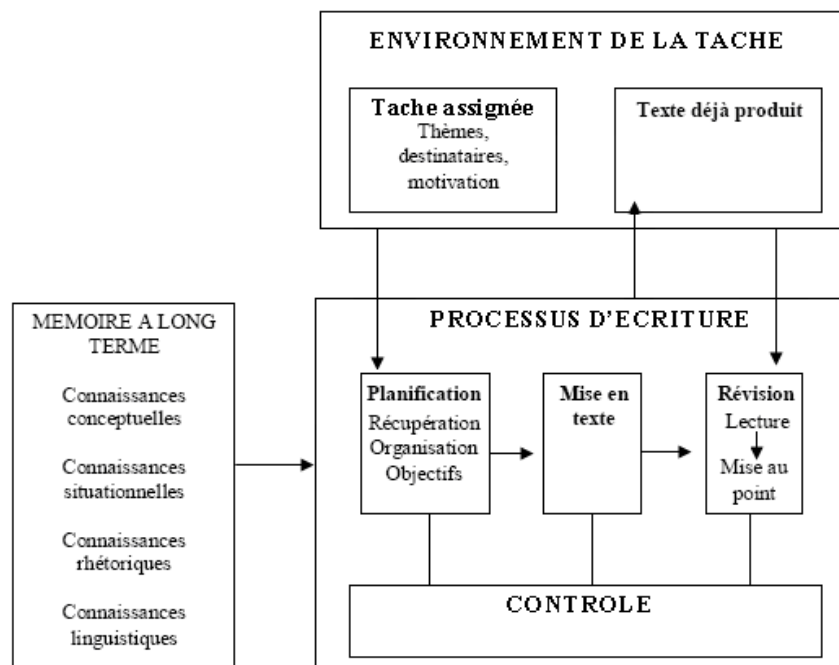 ENVIRONNEMENT DE LA TACHE
Tache assignée
Thèmes,
destinataires,
motivation
Texte déjà produit
MEMOIRE A LONG
TERME
Connaissances
conceptuelles
Connaissances
situationnelles
Connaissances
rhétoriques
Connaissances
linguistiques
PROCESSUS D'ECRITURE
Planification
Récupération
Organisation
Objectifs
Mise en
texte
Révision
Lecture
Mise au
point
CONTROLE